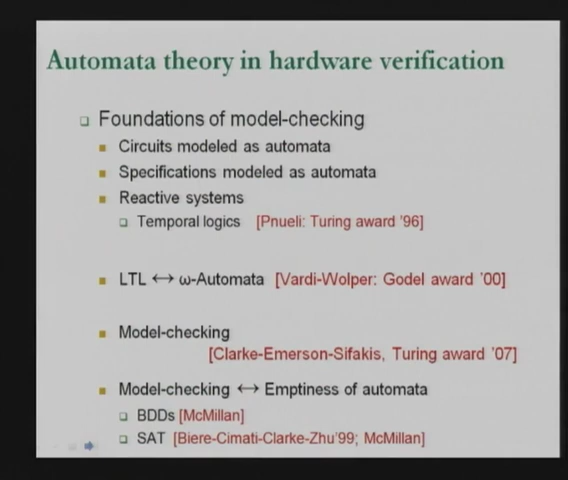 Automata theory in hardware verification
Foundations of model-checking
Circuits modeled as automata
Specifications modeled as automata
Reactive systems
Temporal logics [Pnueli: Turing award '96]
LTL ↔ ω-Automata [Vardi-Wolper: Godel award '00]
Model-checking
[Clarke-Emerson-Sifakis, Turing award '07]
Model-checking ↔ Emptiness of automata
BDDs [McMillan]
SAT [Biere-Cimati-Clarke-Zhu'99; McMillan]